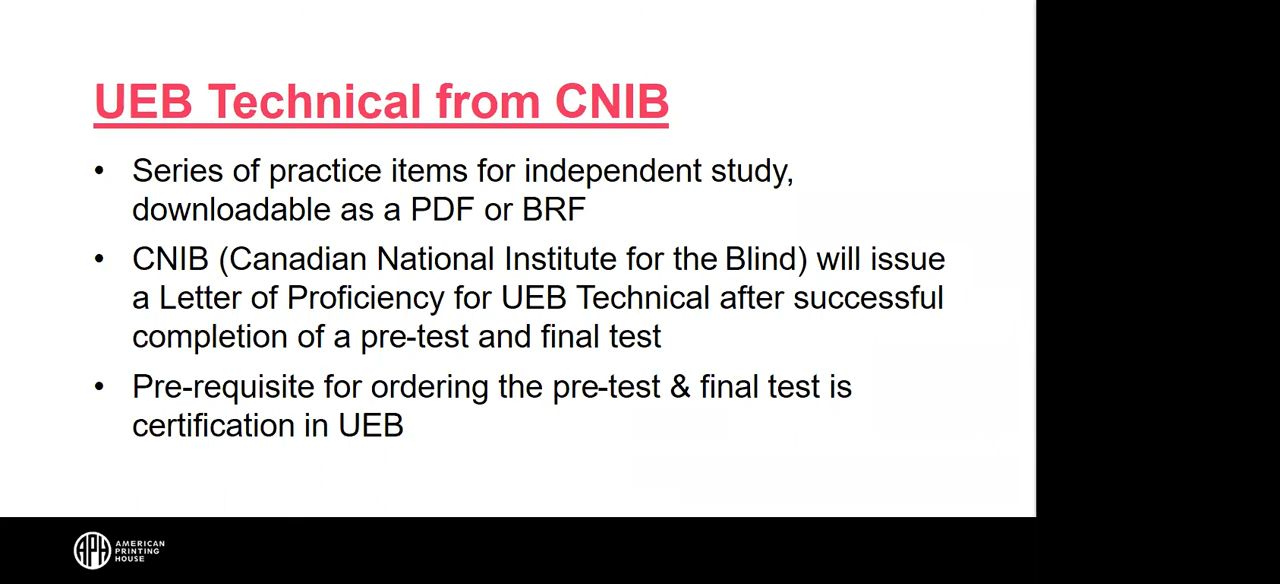 UEB Technical from CNIB
• Series of practice items for independent study,
downloadable as a PDF or BRF
• CNIB (Canadian National Institute for the Blind) will issue
a Letter of Proficiency for UEB Technical after successful
completion of a pre-test and final test
• Pre-requisite for ordering the pre-test & final test is
certification in UEB
APH
AMERICAN
PRINTING
HOUSE